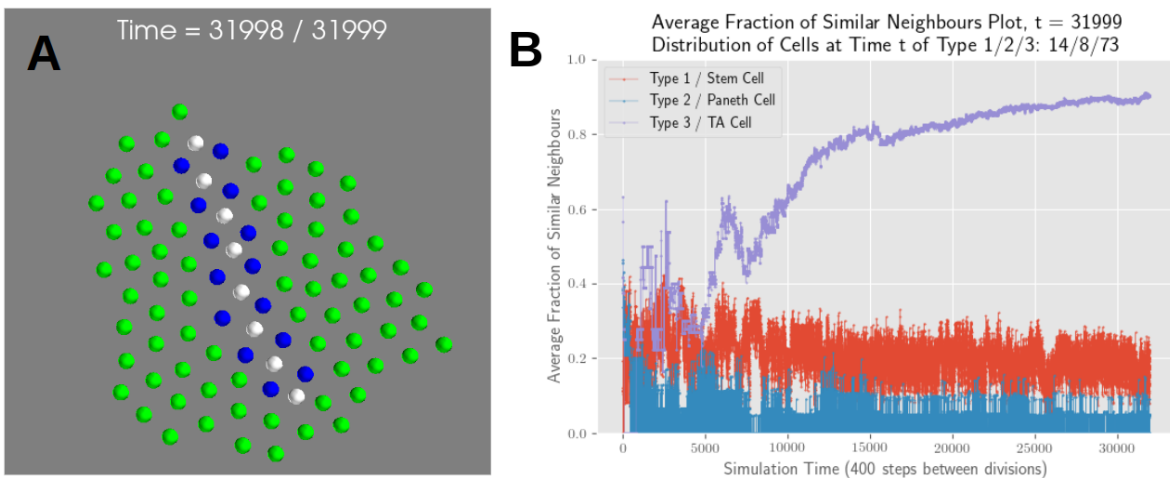 A
Time = 31998 / 31999
B
Average Fraction of Similar Neighbours Plot, t = 31999
Distribution of Cells at Time t of Type 1/2/3: 14/8/73
Type 1 / Stem Cell
Type 2 / Paneth Cell
Type 3 / TA Cell
Average Fraction of Similar Neighbours
1.0
0.8
0.6
0.4
0.2
0.0
0
5000
10000
15000
20000
25000
30000
Simulation Time (400 steps between divisions)